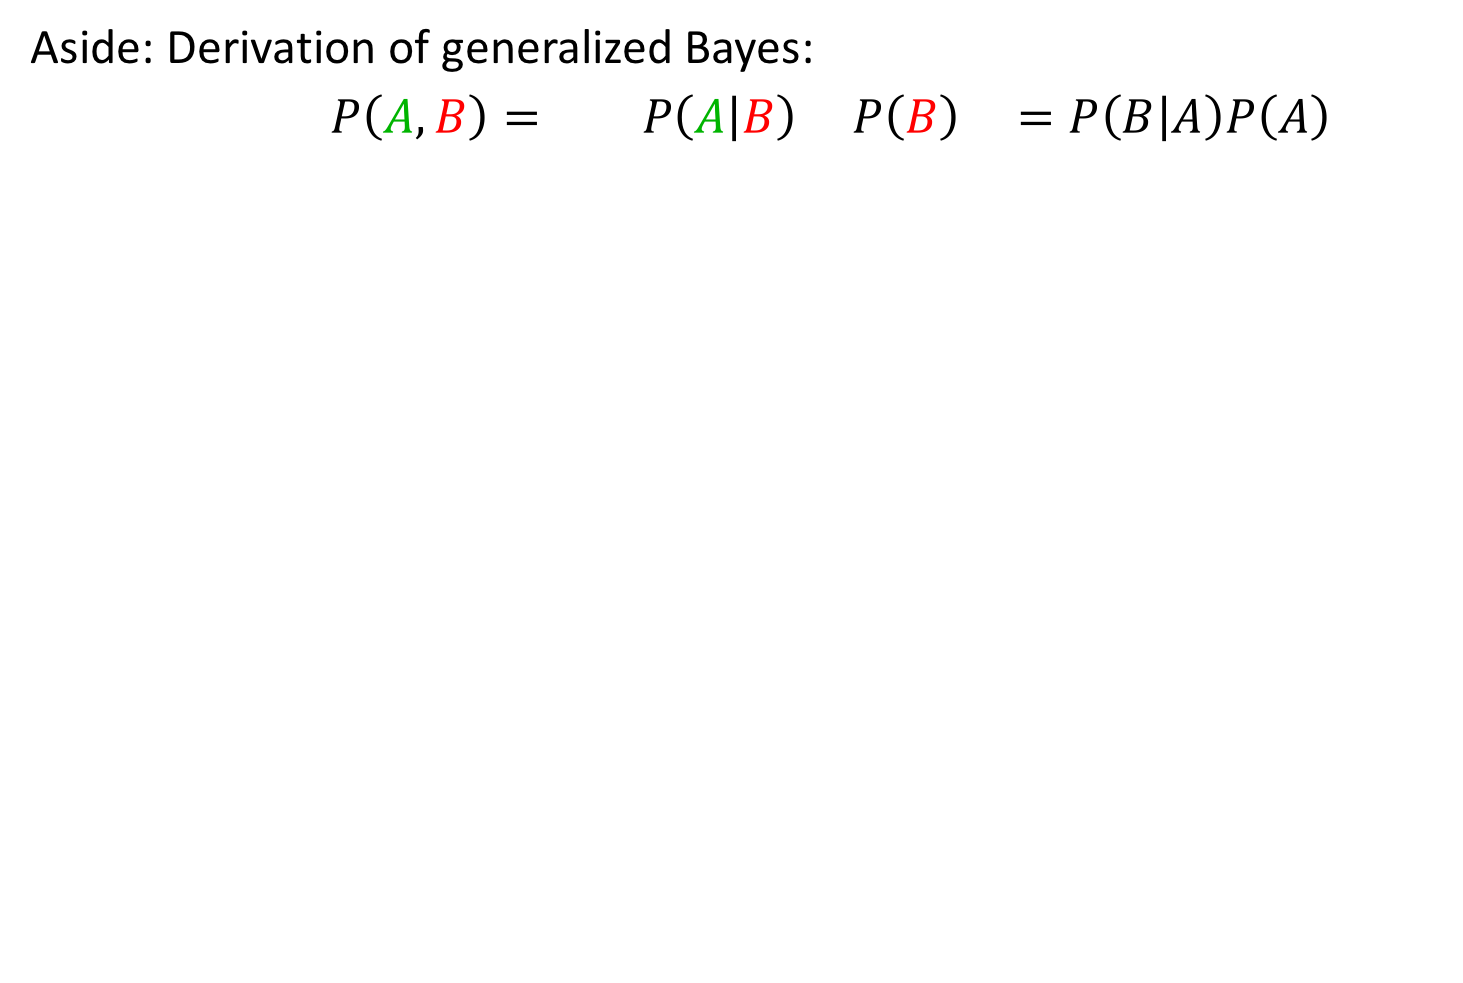 Aside: Derivation of generalized Bayes:
P(A, B) = P(A|B) P(B) = P(B|A)P(A)